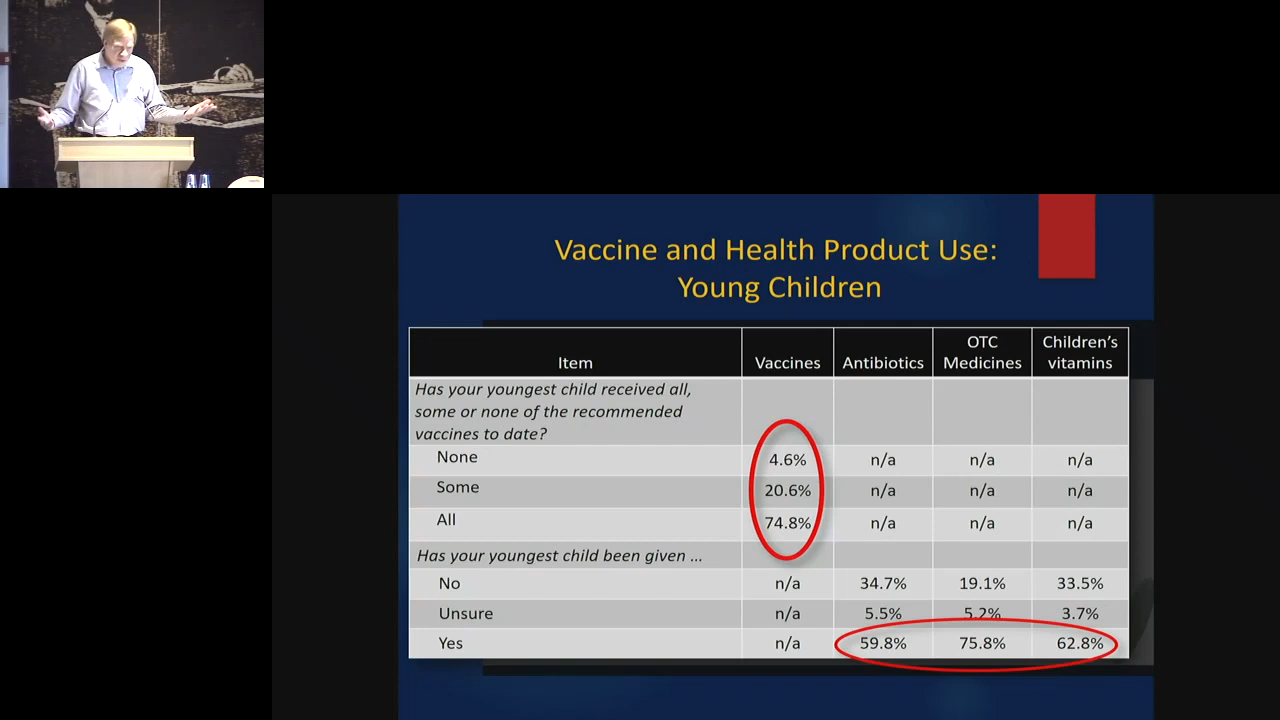 Vaccine and Health Product Use:
Young Children
Item Vaccines Antibiotics OTC Medicines Children's vitamins
Has your youngest child received all,
some or none of the recommended
vaccines to date?
None 4.6% n/a n/a n/a
Some 20.6% n/a n/a n/a
All 74.8% n/a n/a n/a
Has your youngest child been given ...
No n/a 34.7% 19.1% 33.5%
Unsure n/a 5.5% 5.2% 3.7%
Yes n/a 59.8% 75.8% 62.8%